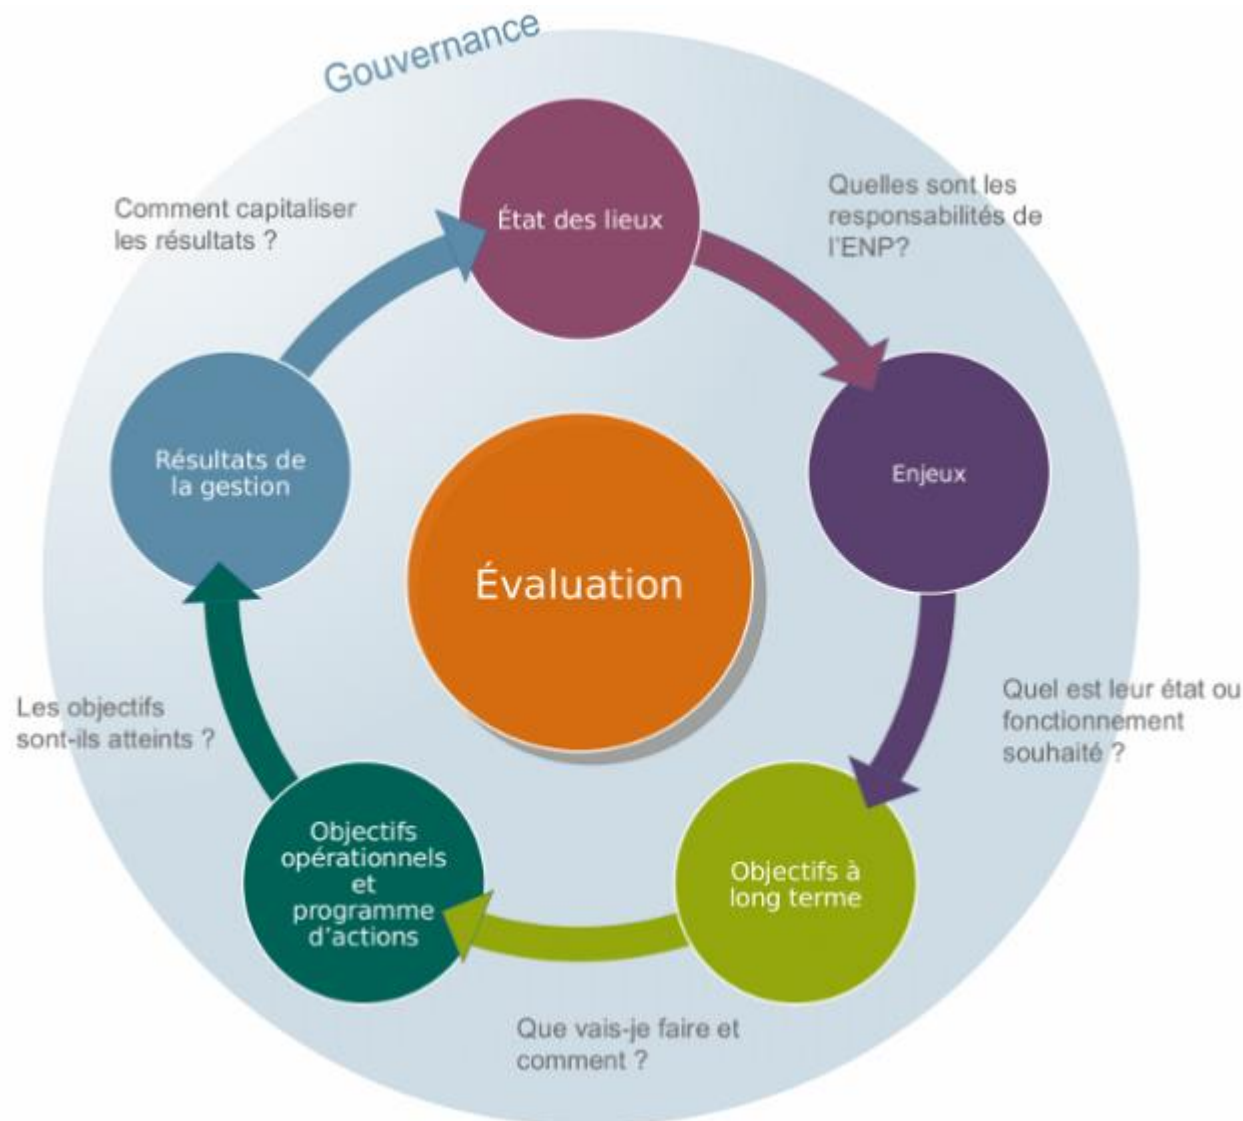 Gouvernance
État des lieux
Quelles sont les
responsabilités de
l'ENP?
Enjeux
Quel est leur état ou
fonctionnement
souhaité ?
Objectifs à
long terme
Que vais-je faire et
comment ?
Objectifs
opérationnels
et
programme
d'actions
Les objectifs
sont-ils atteints ?
Résultats de
la gestion
Comment capitaliser
les résultats ?
Évaluation